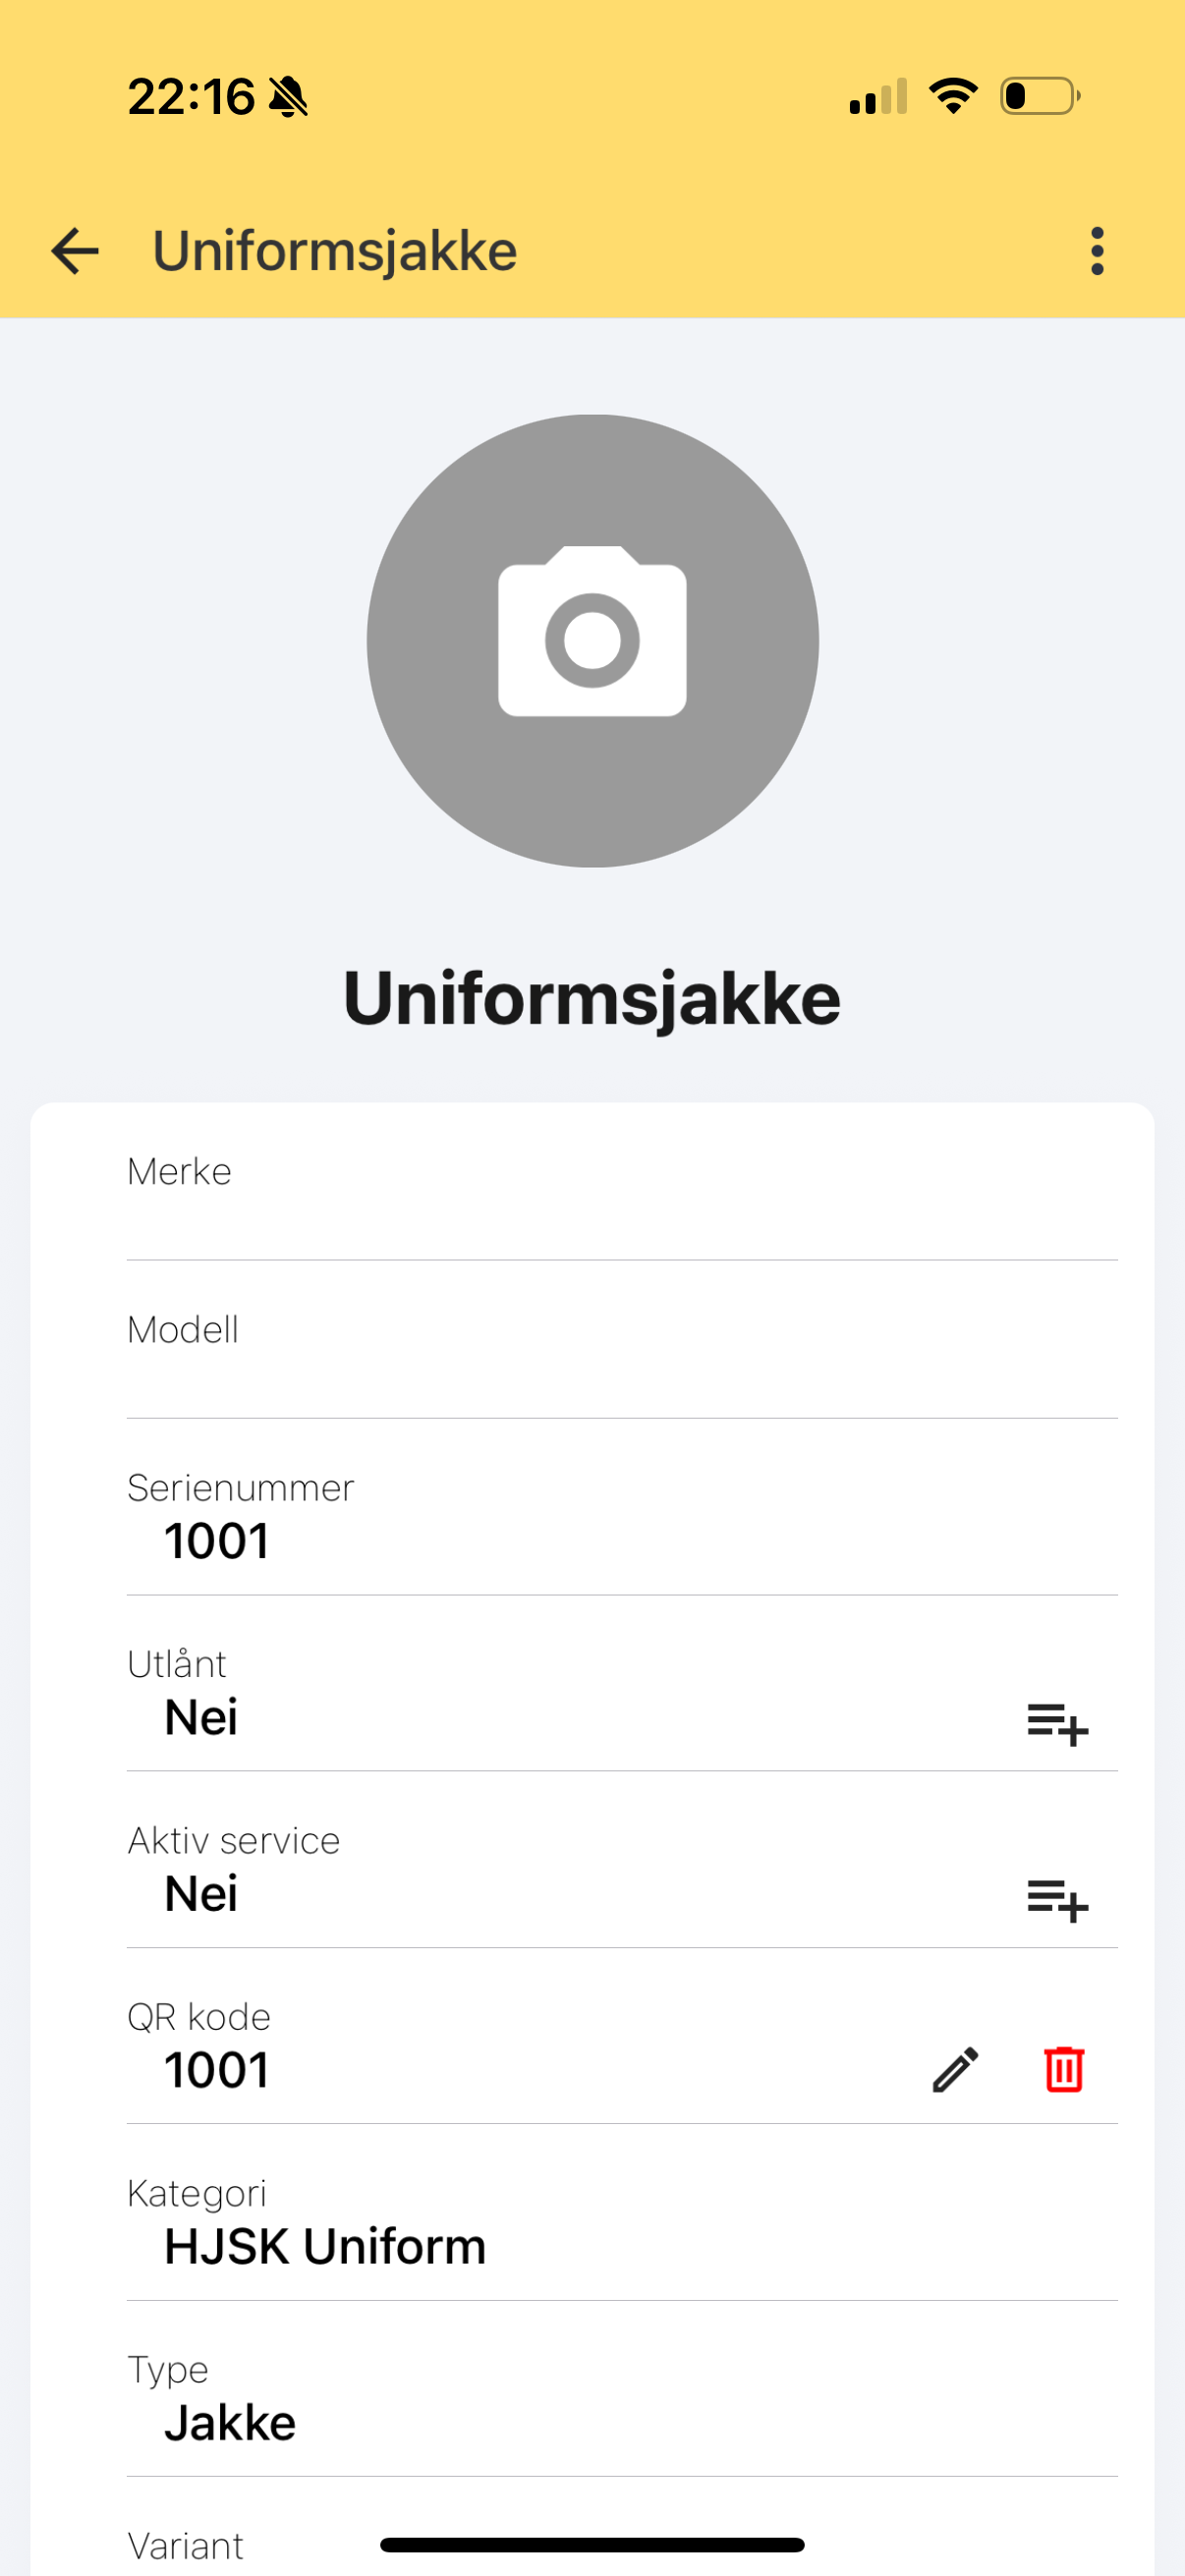 22:16
Uniformsjakke
Uniformsjakke
Merke
Modell
Serienummer
1001
Utlånt
Nei
Aktiv service
Nei
QR kode
1001
Kategori
HJSK Uniform
Type
Jakke
Variant